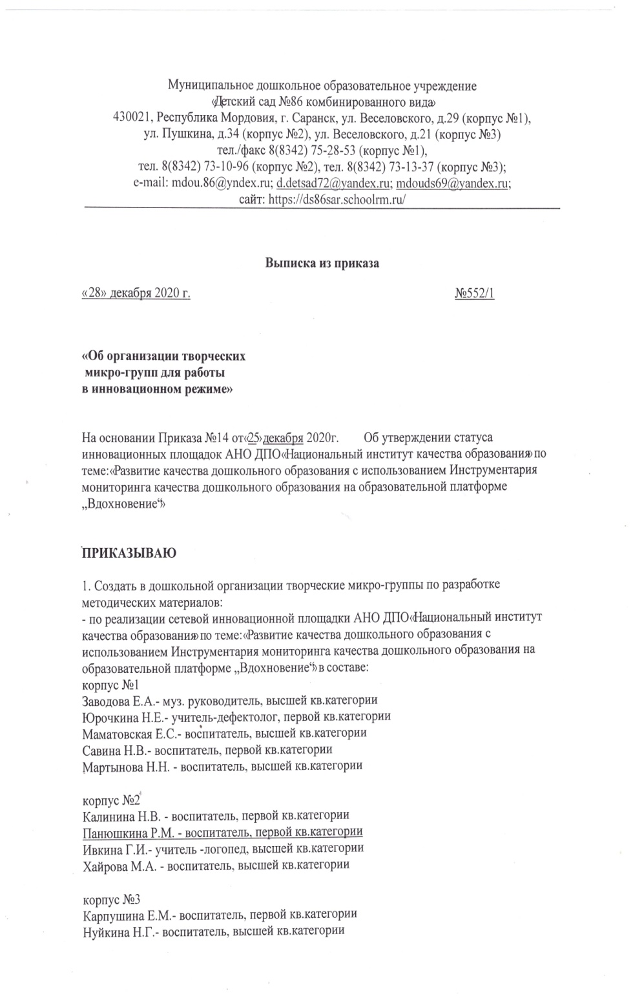 Муниципальное дошкольное образовательное учреждение
«Детский сад №86 комбинированного вида»
430021, Республика Мордовия, г. Саранск, ул. Веселовского, д.29 (корпус №1),
ул. Пушкина, д.34 (корпус №2), ул. Веселовского, д.21 (корпус №3)
тел./факс 8(8342) 75-28-53 (корпус №1),
тел. 8(8342) 73-10-96 (корпус №2), тел. 8(8342) 73-13-37 (корпус №3);
e-mail: mdou.86@yndex.ru; d.detsad72@yandex.ru; mdouds69@yandex.ru;
сайт: https://ds86sar.schoolrm.ru/
Выписка из приказа
«28» декабря 2020 г. №552/1
«Об организации творческих
микро-групп для работы
в инновационном режиме»
На основании Приказа №14 от«25»декабря 2020г. Об утверждении статуса
инновационных площадок АНО ДПО«Национальный институт качества образования»по
теме:«Развитие качества дошкольного образования с использованием Инструментария
мониторинга качества дошкольного образования на образовательной платформе
„Вдохновение“»
ПРИКАЗЫВАЮ
1. Создать в дошкольной организации творческие микро-группы по разработке
методических материалов:
- по реализации сетевой инновационной площадки АНО ДПО«Национальный институт
качества образования»по теме:«Развитие качества дошкольного образования с
использованием Инструментария мониторинга качества дошкольного образования на
образовательной платформе „Вдохновение“»в составе:
корпус №1
Заводова Е.А.- муз. руководитель, высшей кв.категории
Юрочкина Н.Е.- учитель-дефектолог, первой кв.категории
Маматовская Е.С.- воспитатель, высшей кв.категории
Савина Н.В.- воспитатель, первой кв.категории
Мартынова Н.Н. - воспитатель, высшей кв.категории
корпус №2
Калинина Н.В. - воспитатель, первой кв.категории
Панюшкина Р.М. - воспитатель, первой кв.категории
Ивкина Г.И.- учитель -логопед, высшей кв.категории
Хайрова М.А. - воспитатель, высшей кв.категории
корпус №3
Карпушина Е.М.- воспитатель, первой кв.категории
Нуйкина Н.Г.- воспитатель, высшей кв.категории